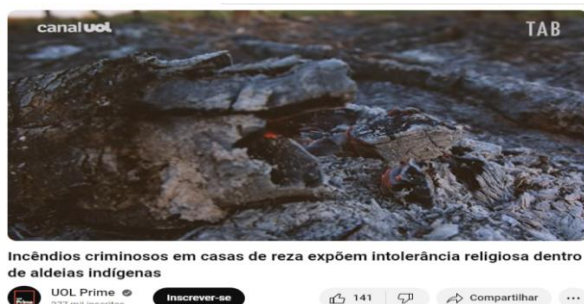 canal uol
TAB
Incêndios criminosos em casas de reza expõem intolerância religiosa dentro
de aldeias indígenas
UOL Prime
Inscrever-se
141
Compartilhar
...